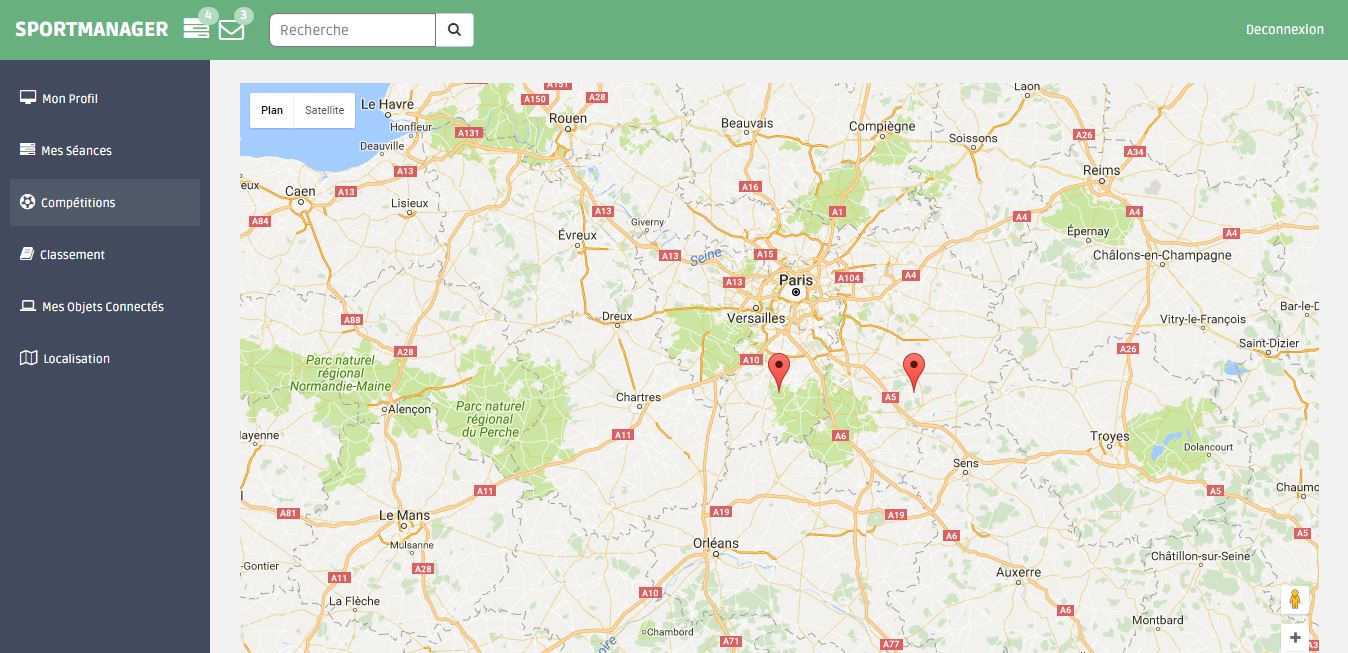 SPORTMANAGER
4
3
Recherche
Deconnexion
Mon Profil
Mes Séances
Compétitions
Classement
Mes Objets Connectés
Localisation
Plan
Satellite
Le Havre
Honfleur
Deauville
A131
A151
A150
A28
Rouen
Beauvais
Compiègne
Laon
Soissons
A26
A34
Reims
A13
Caen
A13
Lisieux
A84
A13
Giverny
Évreux
A16
A1
A4
A4
A4
Épernay
Châlons-en-Champagne
A13
Seine
A15
A13
Paris
A104
A4
Versailles
Dreux
A88
A28
Vitry-le-François
Bar-le-D
Saint-Dizier
A26
Parc naturel
régional
Normandie-Maine
A10
A5
Chartres
Alençon
Parc naturel
régional
du Perche
A11
A6
Troyes
Dolancourt
Sens
layenne
A11
A5
Chaumo
A81
Le Mans
Mulsanne
A19
A19
A6
A5
Orléans
Châtillon-sur-Seine
-Gontier
A11
A28
La Flèche
A10
Auxerre
A6
Montbard
Chambord
A71
A77
+